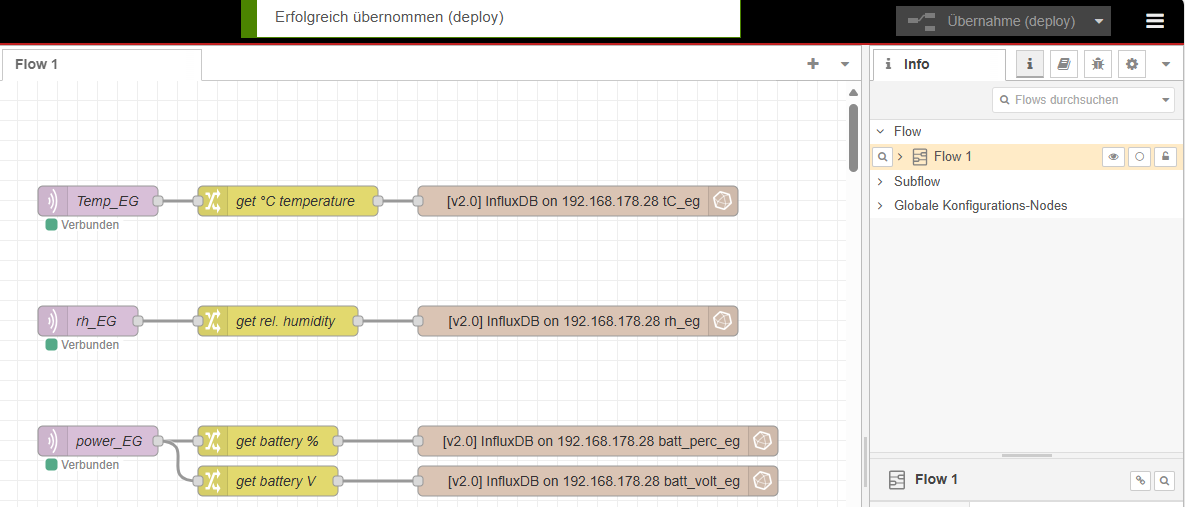 Erfolgreich übernommen (deploy)
Übernahme (deploy)
Flow 1
Info
Flows durchsuchen
Flow
Flow 1
Subflow
Globale Konfigurations-Nodes
Temp_EG
get °C temperature
[v2.0] InfluxDB on 192.168.178.28 tC_eg
Verbunden
rh_EG
get rel. humidity
[v2.0] InfluxDB on 192.168.178.28 rh_eg
Verbunden
power_EG
get battery %
[v2.0] InfluxDB on 192.168.178.28 batt_perc_eg
Verbunden
get battery V
[v2.0] InfluxDB on 192.168.178.28 batt_volt_eg
Flow 1